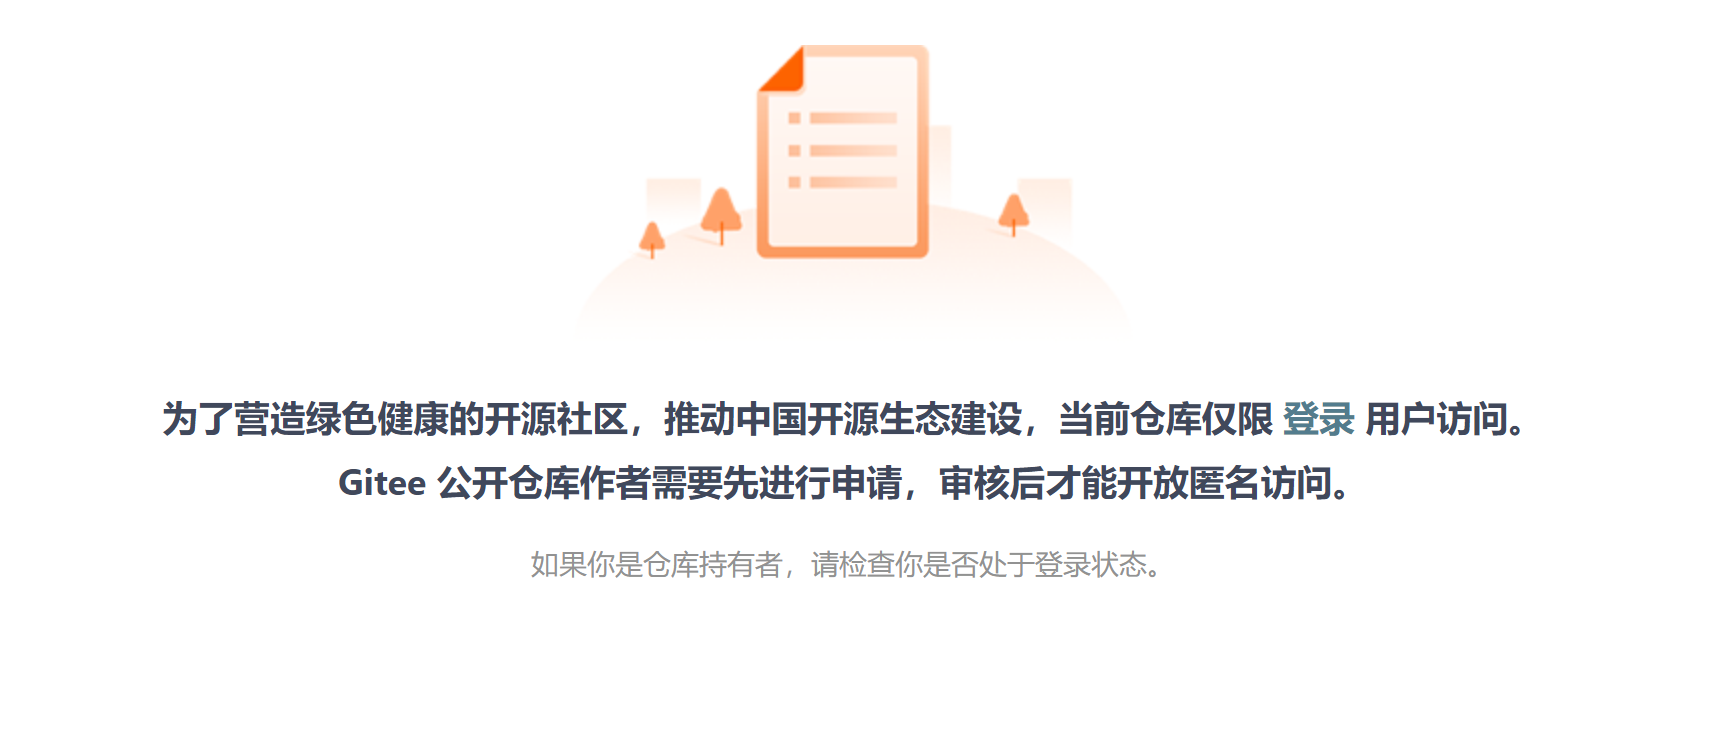 为了营造绿色健康的开源社区，推动中国开源生态建设，当前仓库仅限 登录 用户访问。
Gitee 公开仓库作者需要先进行申请，审核后才能开放匿名访问。
如果你是仓库持有者，请检查你是否处于登录状态。